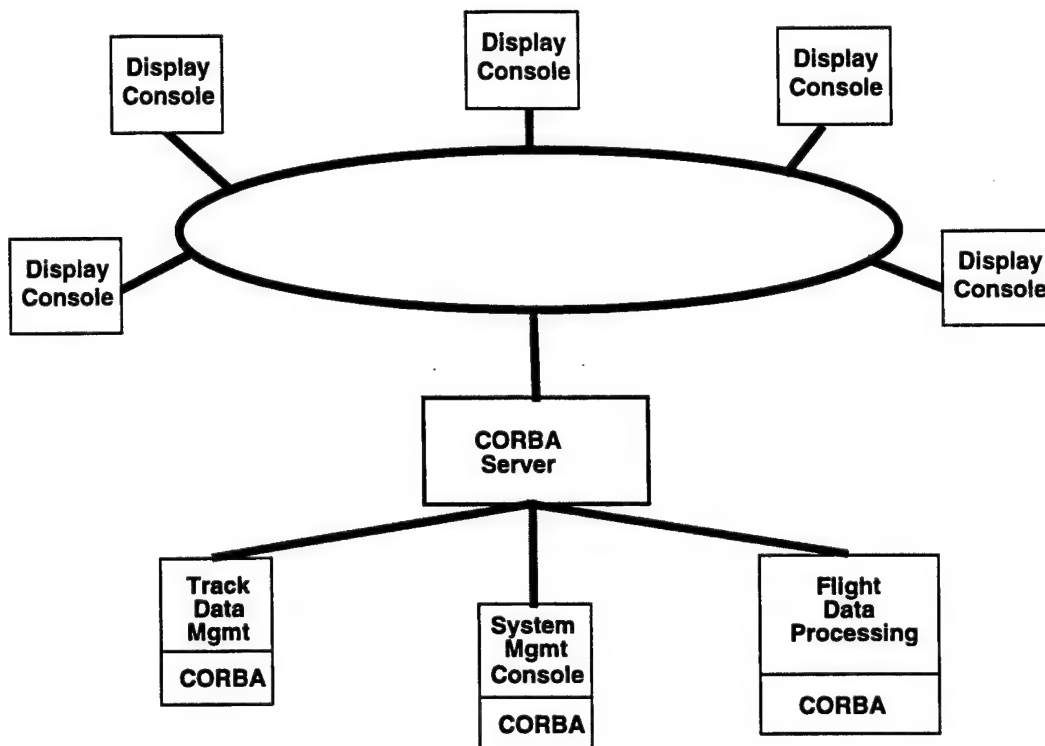 Display
Console
Display
Console
Display
Console
Display
Console
Display
Console
CORBA
Server
Track
Data
Mgmt
CORBA
System
Mgmt
Console
CORBA
Flight
Data
Processing
CORBA